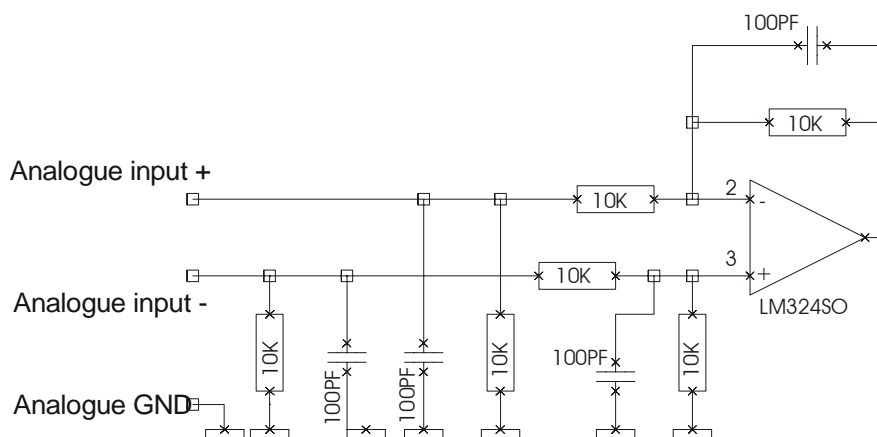 100PF
10K
Analogue input +
10K
2
-
3
+
10K
Analogue input -
LM324SO
10K
100PF
100PF
10K
100PF
10K
Analogue GND